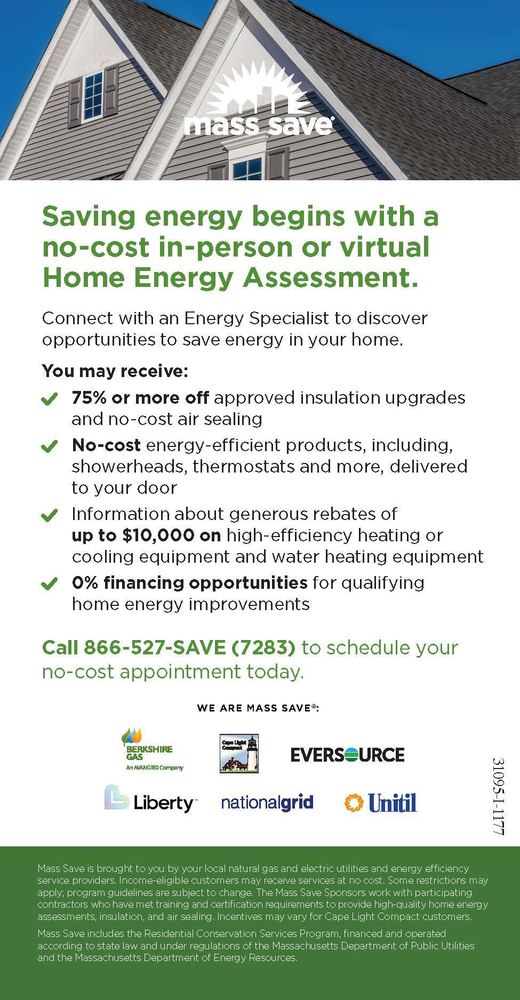 mass save®
Saving energy begins with a
no-cost in-person or virtual
Home Energy Assessment.
Connect with an Energy Specialist to discover
opportunities to save energy in your home.
You may receive:
75% or more off approved insulation upgrades
and no-cost air sealing
No-cost energy-efficient products, including,
showerheads, thermostats and more, delivered
to your door
Information about generous rebates of
up to $10,000 on high-efficiency heating or
cooling equipment and water heating equipment
0% financing opportunities for qualifying
home energy improvements
Call 866-527-SAVE (7283) to schedule your
no-cost appointment today.
WE ARE MASS SAVE®:
BERKSHIRE
GAS
An AVANGRID Company
Cape Light
Compact
EVERSOURCE
Liberty™
nationalgrid
Unitil
31095-I-1177
Mass Save is brought to you by your local natural gas and electric utilities and energy efficiency
service providers. Income-eligible customers may receive services at no cost. Some restrictions may
apply; program guidelines are subject to change. The Mass Save Sponsors work with participating
contractors who have met training and certification requirements to provide high-quality home energy
assessments, insulation, and air sealing. Incentives may vary for Cape Light Compact customers.
Mass Save includes the Residential Conservation Services Program, financed and operated
according to state law and under regulations of the Massachusetts Department of Public Utilities
and the Massachusetts Department of Energy Resources.